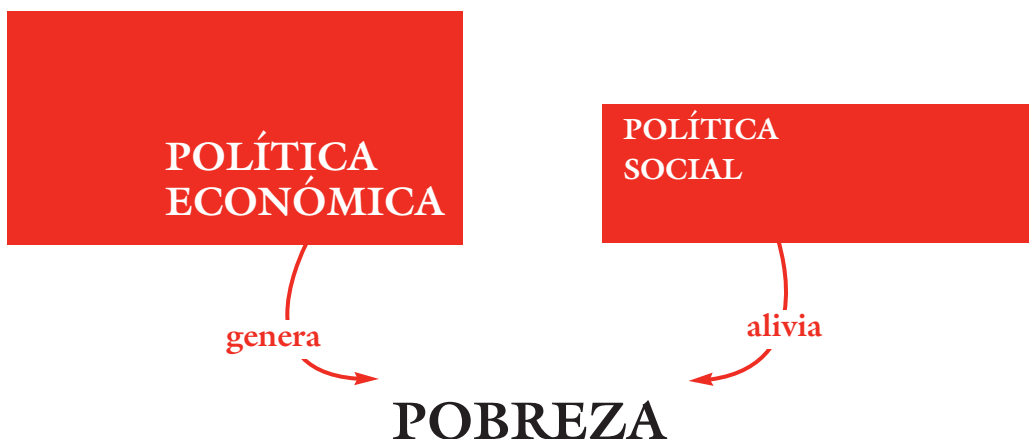 POLÍTICA
ECONÓMICA
POLÍTICA
SOCIAL
genera
alivia
POBREZA